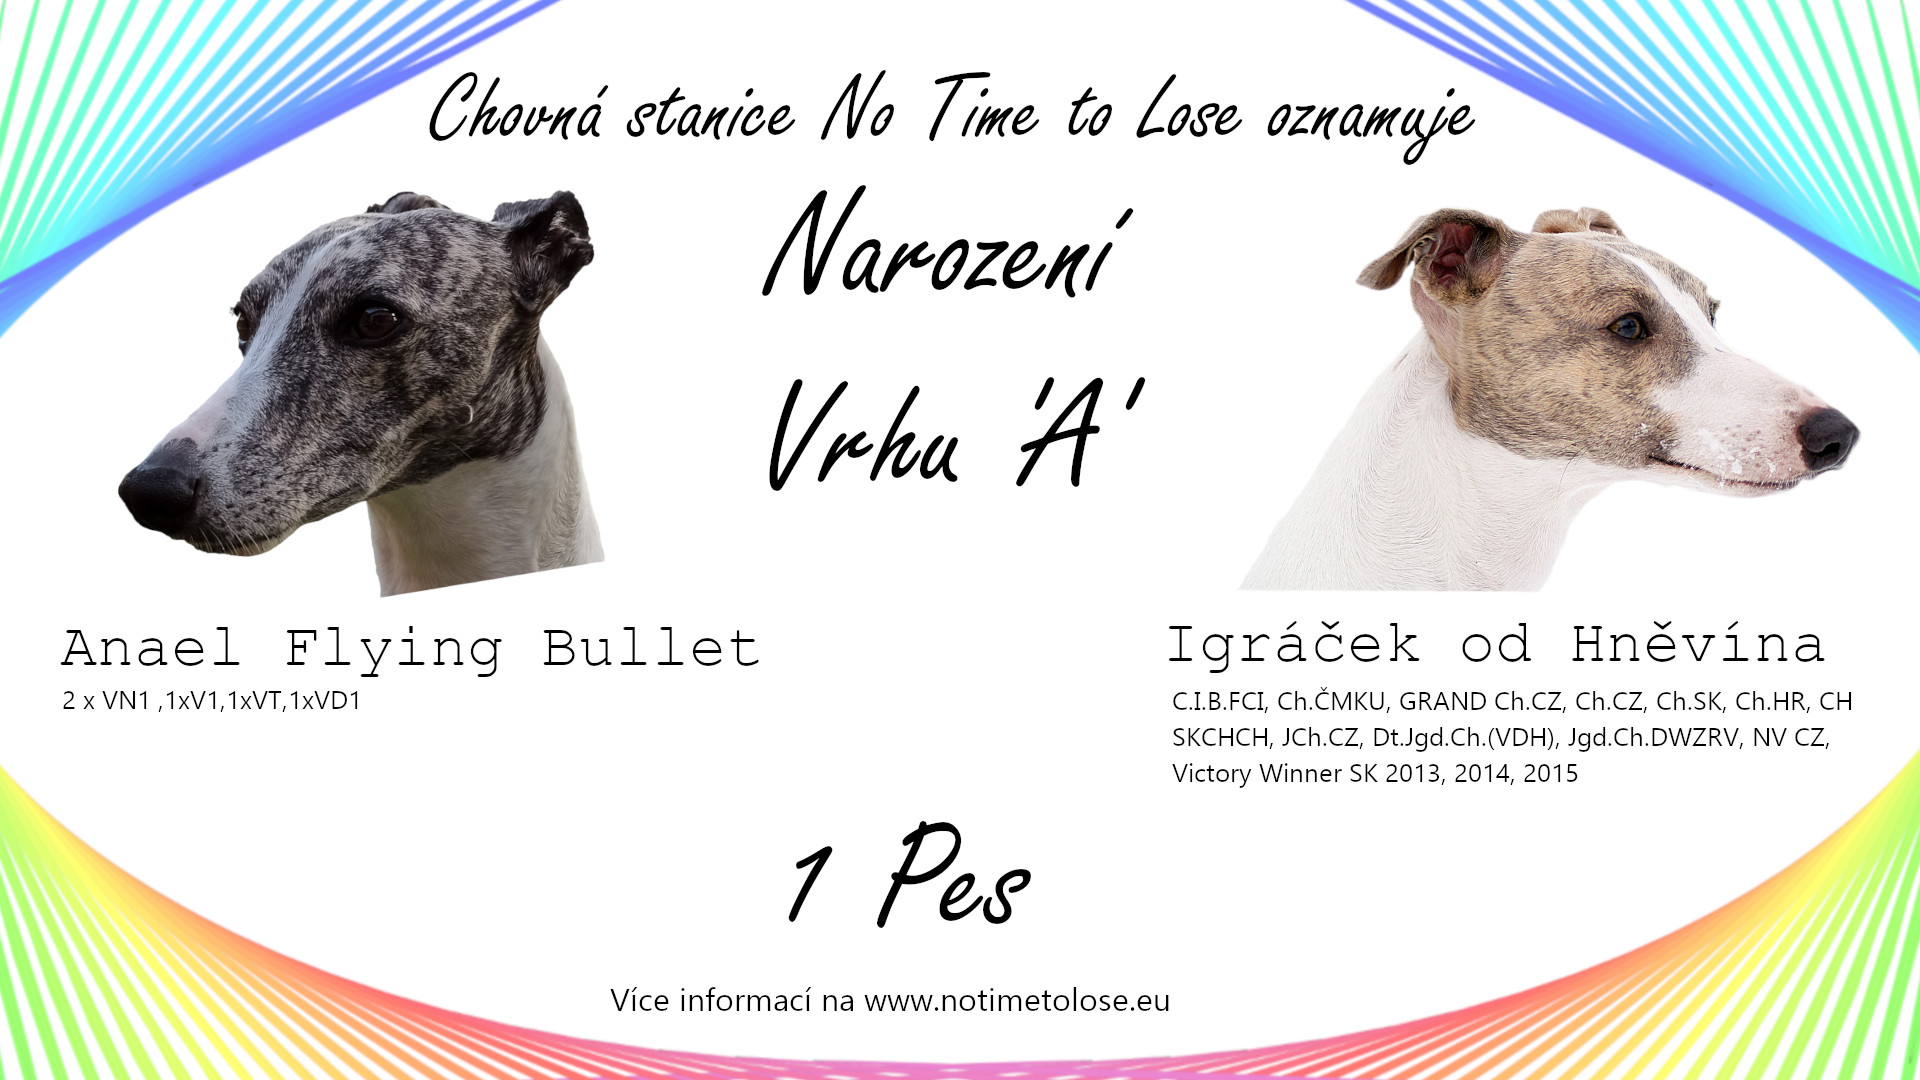 Chovná stanice No Time to Lose oznamuje
Narození
Vrhu 'A'
Anael Flying Bullet
2 x VN1 ,1xV1,1xVT,1xVD1
Igráček od Hněvína
C.I.B.FCI, Ch.ČMKU, GRAND Ch.CZ, Ch.CZ, Ch.SK, Ch.HR, CH
SKCHCH, JCh.CZ, Dt.Jgd.Ch.(VDH), Jgd.Ch.DWZRV, NV CZ,
Victory Winner SK 2013, 2014, 2015
1 Pes
Více informací na www.notimetolose.eu